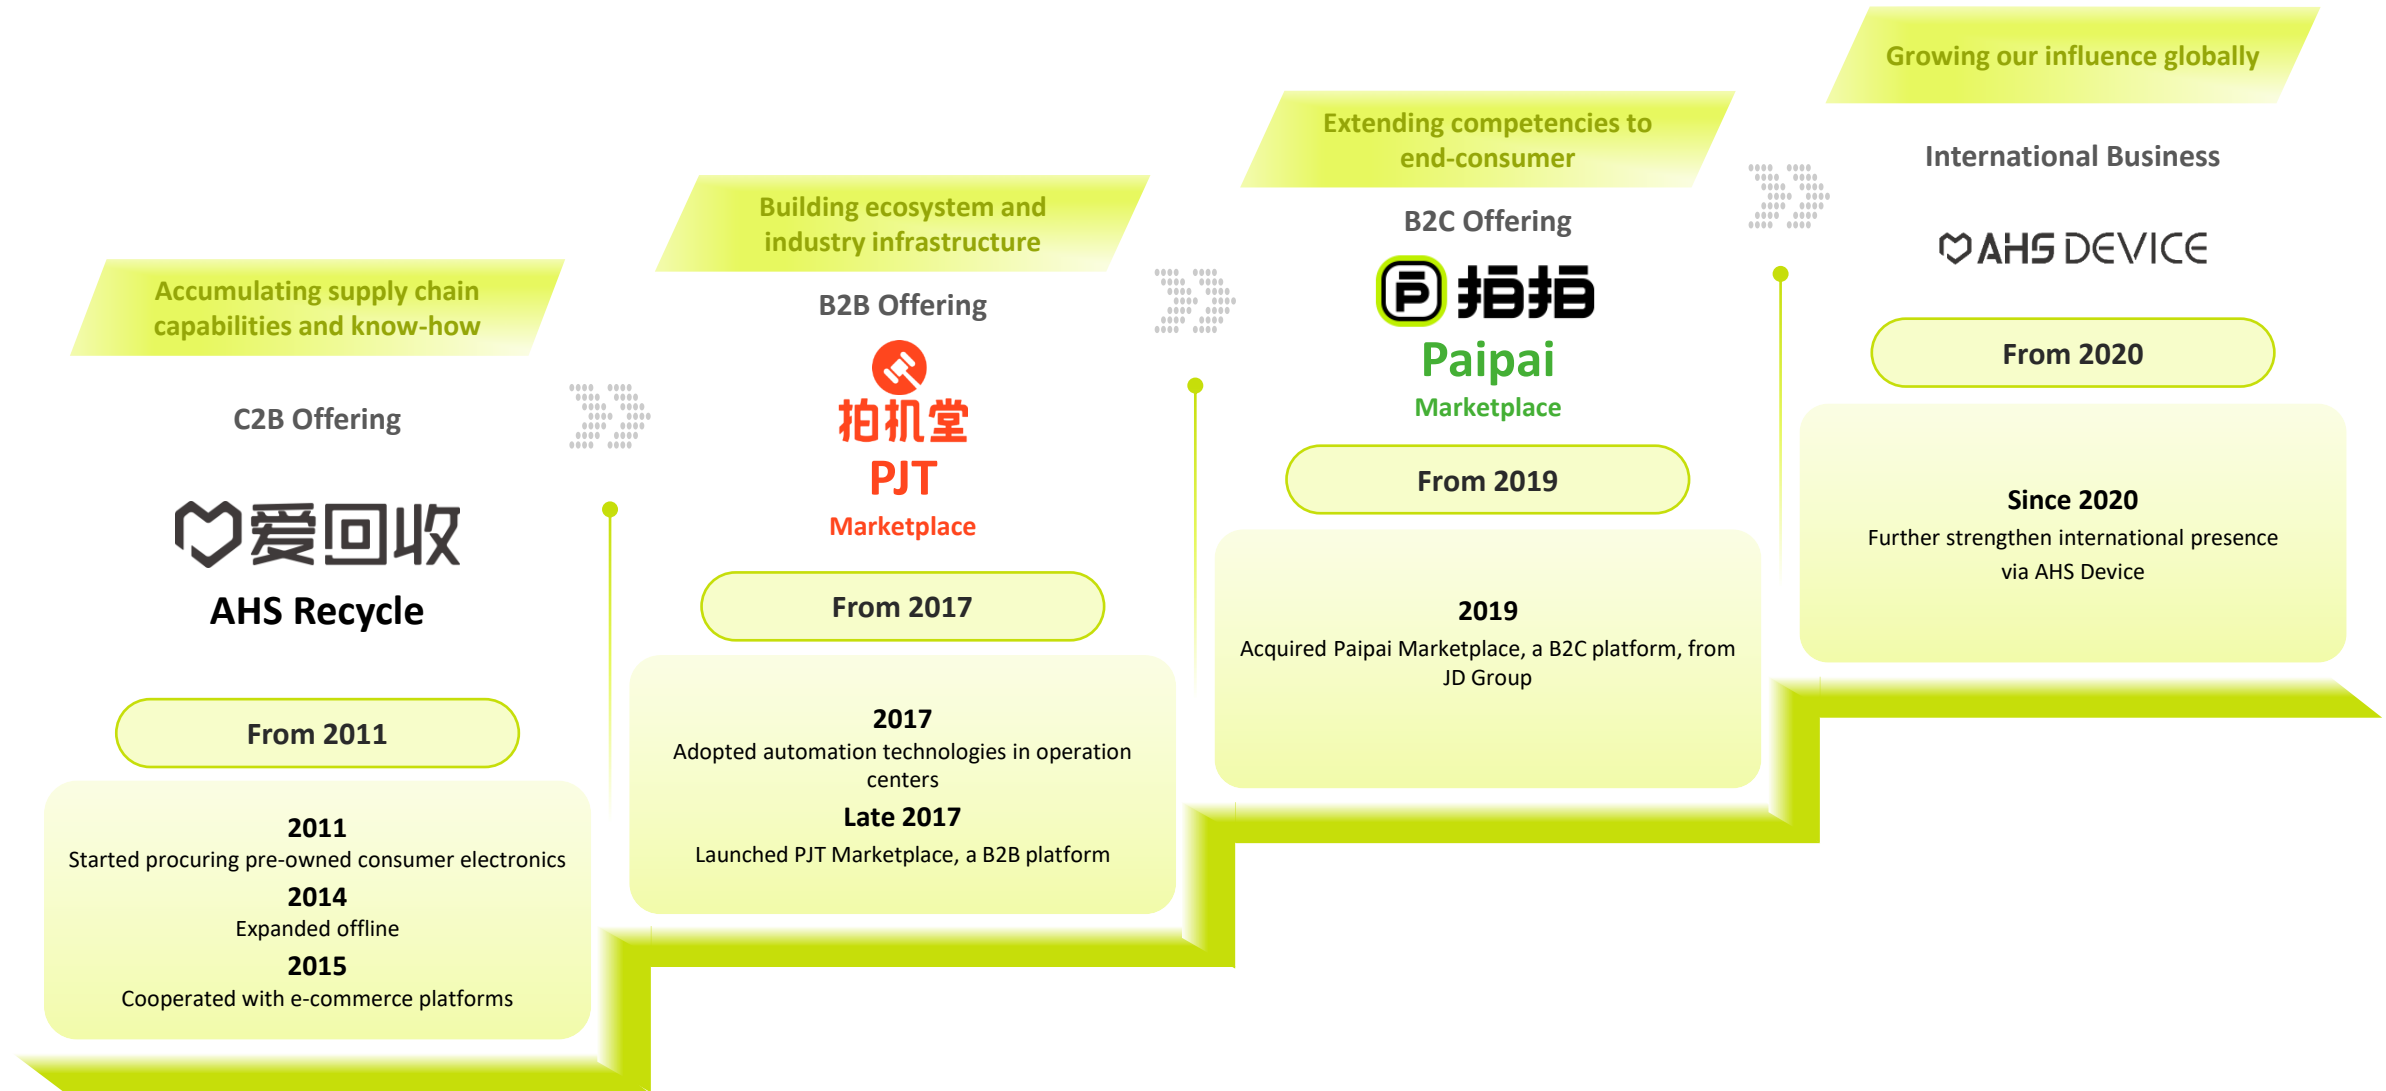 Accumulating supply chain
capabilities and know-how
C2B Offering
爱回收
AHS Recycle
From 2011
2011
Started procuring pre-owned consumer electronics
2014
Expanded offline
2015
Cooperated with e-commerce platforms
Building ecosystem and
industry infrastructure
B2B Offering
拍机堂
PJT
Marketplace
From 2017
2017
Adopted automation technologies in operation
centers
Late 2017
Launched PJT Marketplace, a B2B platform
Extending competencies to
end-consumer
B2C Offering
P 拍拍
Paipai
Marketplace
From 2019
2019
Acquired Paipai Marketplace, a B2C platform, from
JD Group
Growing our influence globally
International Business
AHS DEVICE
From 2020
Since 2020
Further strengthen international presence
via AHS Device